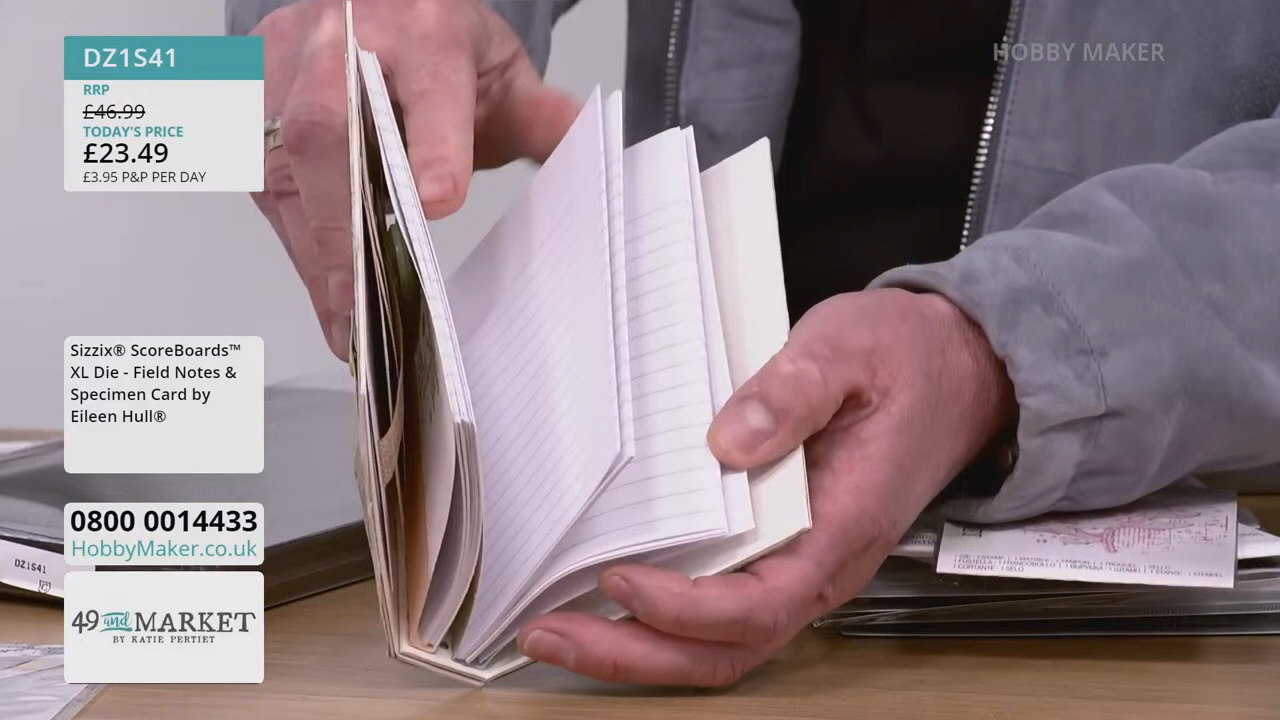 HOBBY MAKER
DZ1S41
RRP
£46.99
TODAY'S PRICE
£23.49
£3.95 P&P PER DAY
Sizzix® ScoreBoards™
XL Die - Field Notes &
Specimen Card by
Eileen Hull®
0800 0014433
HobbyMaker.co.uk
49 and MARKET
BY KATIE PERTIET
DZ1S41